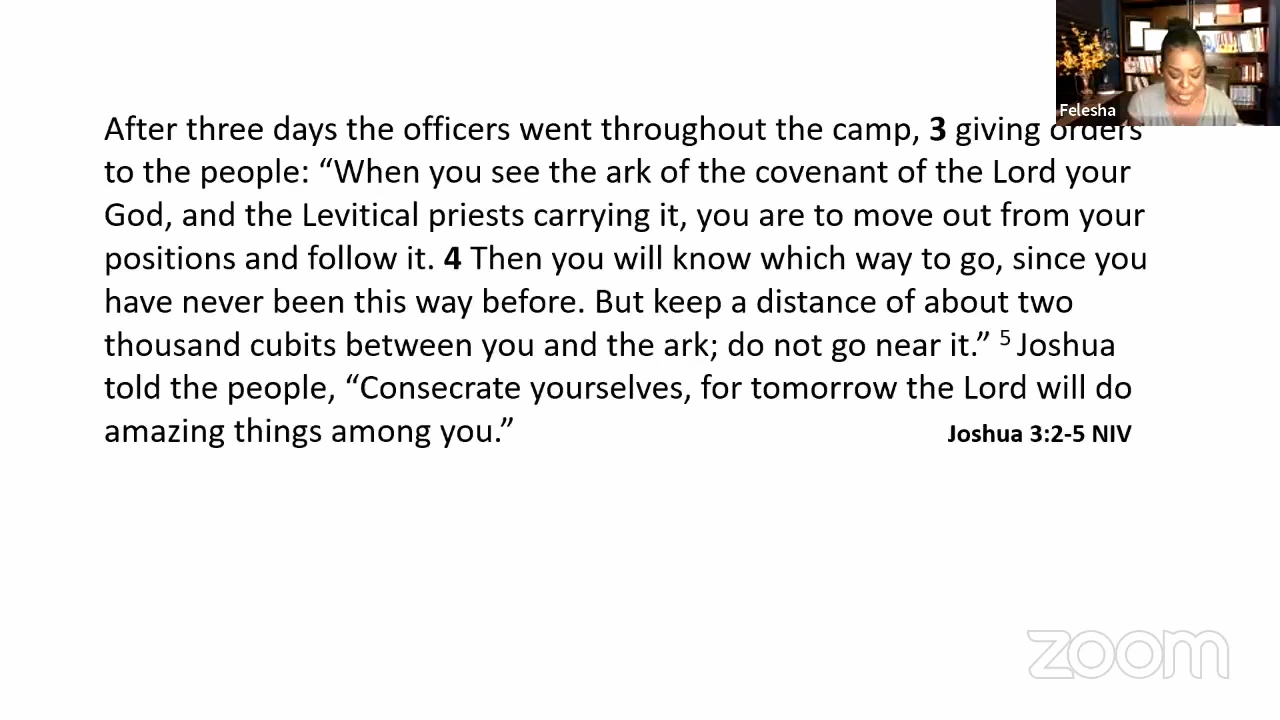 Felesha
After three days the officers went throughout the camp, 3 giving orders
to the people: “When you see the ark of the covenant of the Lord your
God, and the Levitical priests carrying it, you are to move out from your
positions and follow it. 4 Then you will know which way to go, since you
have never been this way before. But keep a distance of about two
thousand cubits between you and the ark; do not go near it.” 5 Joshua
told the people, “Consecrate yourselves, for tomorrow the Lord will do
amazing things among you.”
Joshua 3:2-5 NIV
zoom